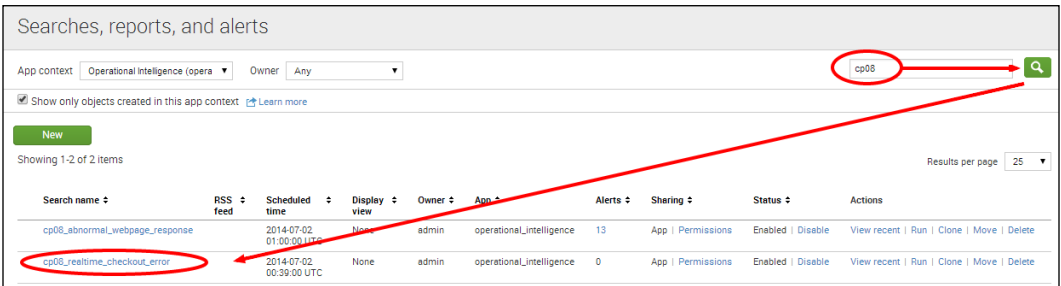 Searches, reports, and alerts
App context Operational Intelligence (opera Owner Any cp08
Show only objects created in this app context Learn more
New
Showing 1-2 of 2 items Results per page 25
Search name RSS feed Scheduled time Display view Owner App Alerts Sharing Status Actions
cp08_abnormal_webpage_response 2014-07-02 01:00:00 UTC None admin operational_intelligence 13 App | Permissions Enabled | Disable View recent | Run | Clone | Move | Delete
cp08_realtime_checkout_error 2014-07-02 00:39:00 UTC None admin operational_intelligence 0 App | Permissions Enabled | Disable View recent | Run | Clone | Move | Delete